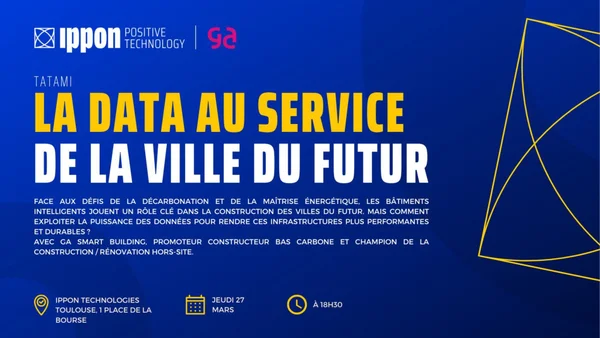 ippon POSITIVE
TECHNOLOGY
ga
TATAMI
LA DATA AU SERVICE
DE LA VILLE DU FUTUR
FACE AUX DÉFIS DE LA DÉCARBONATION ET DE LA MAÎTRISE ÉNERGÉTIQUE, LES BÂTIMENTS
INTELLIGENTS JOUENT UN RÔLE CLÉ DANS LA CONSTRUCTION DES VILLES DU FUTUR. MAIS COMMENT
EXPLOITER LA PUISSANCE DES DONNÉES POUR RENDRE CES INFRASTRUCTURES PLUS PERFORMANTES
ET DURABLES ?
AVEC GA SMART BUILDING, PROMOTEUR CONSTRUCTEUR BAS CARBONE ET CHAMPION DE LA
CONSTRUCTION / RÉNOVATION HORS-SITE.
IPPON TECHNOLOGIES
TOULOUSE, 1 PLACE DE LA
BOURSE
JEUDI 27
MARS
À 18H30